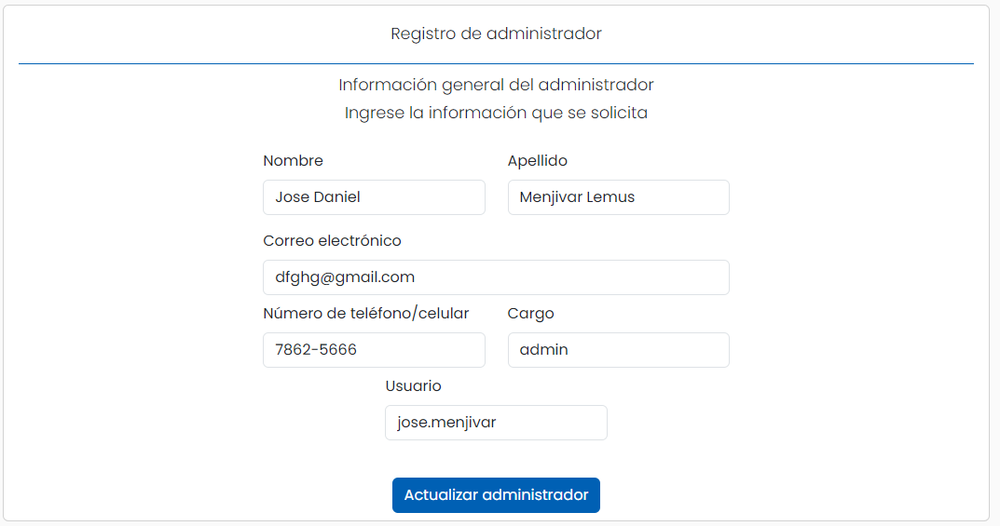 Registro de administrador
Información general del administrador
Ingrese la información que se solicita
Nombre Apellido
Jose Daniel Menjivar Lemus
Correo electrónico
dfghg@gmail.com
Número de teléfono/celular Cargo
7862-5666 admin
Usuario
jose.menjivar
Actualizar administrador